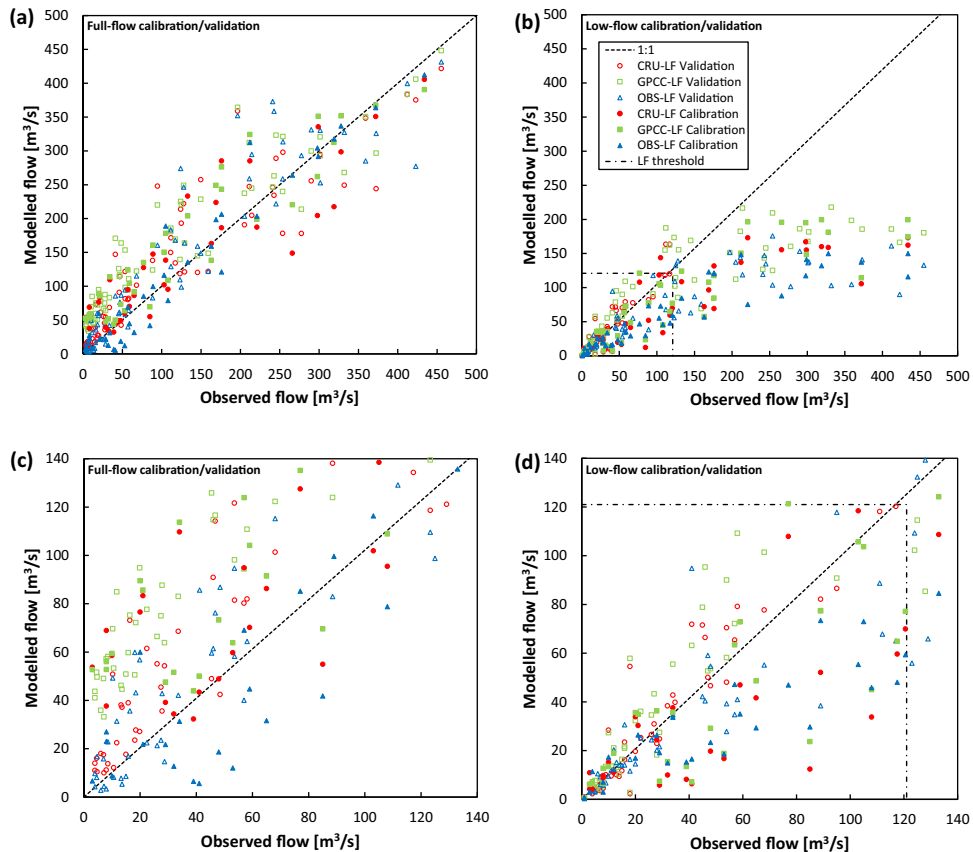 (a)
Full-flow calibration/validation
500
450
400
350
300
250
200
150
100
50
0
Modelled flow [m³/s]
0 50 100 150 200 250 300 350 400 450 500
Observed flow [m³/s]
(b)
Low-flow calibration/validation
1:1
CRU-LF Validation
GPCC-LF Validation
OBS-LF Validation
CRU-LF Calibration
GPCC-LF Calibration
OBS-LF Calibration
LF threshold
500
450
400
350
300
250
200
150
100
50
0
Modelled flow [m³/s]
0 50 100 150 200 250 300 350 400 450 500
Observed flow [m³/s]
(c)
Full-flow calibration/validation
140
120
100
80
60
40
20
0
Modelled flow [m³/s]
0 20 40 60 80 100 120 140
Observed flow [m³/s]
(d)
Low-flow calibration/validation
140
120
100
80
60
40
20
0
Modelled flow [m³/s]
0 20 40 60 80 100 120 140
Observed flow [m³/s]